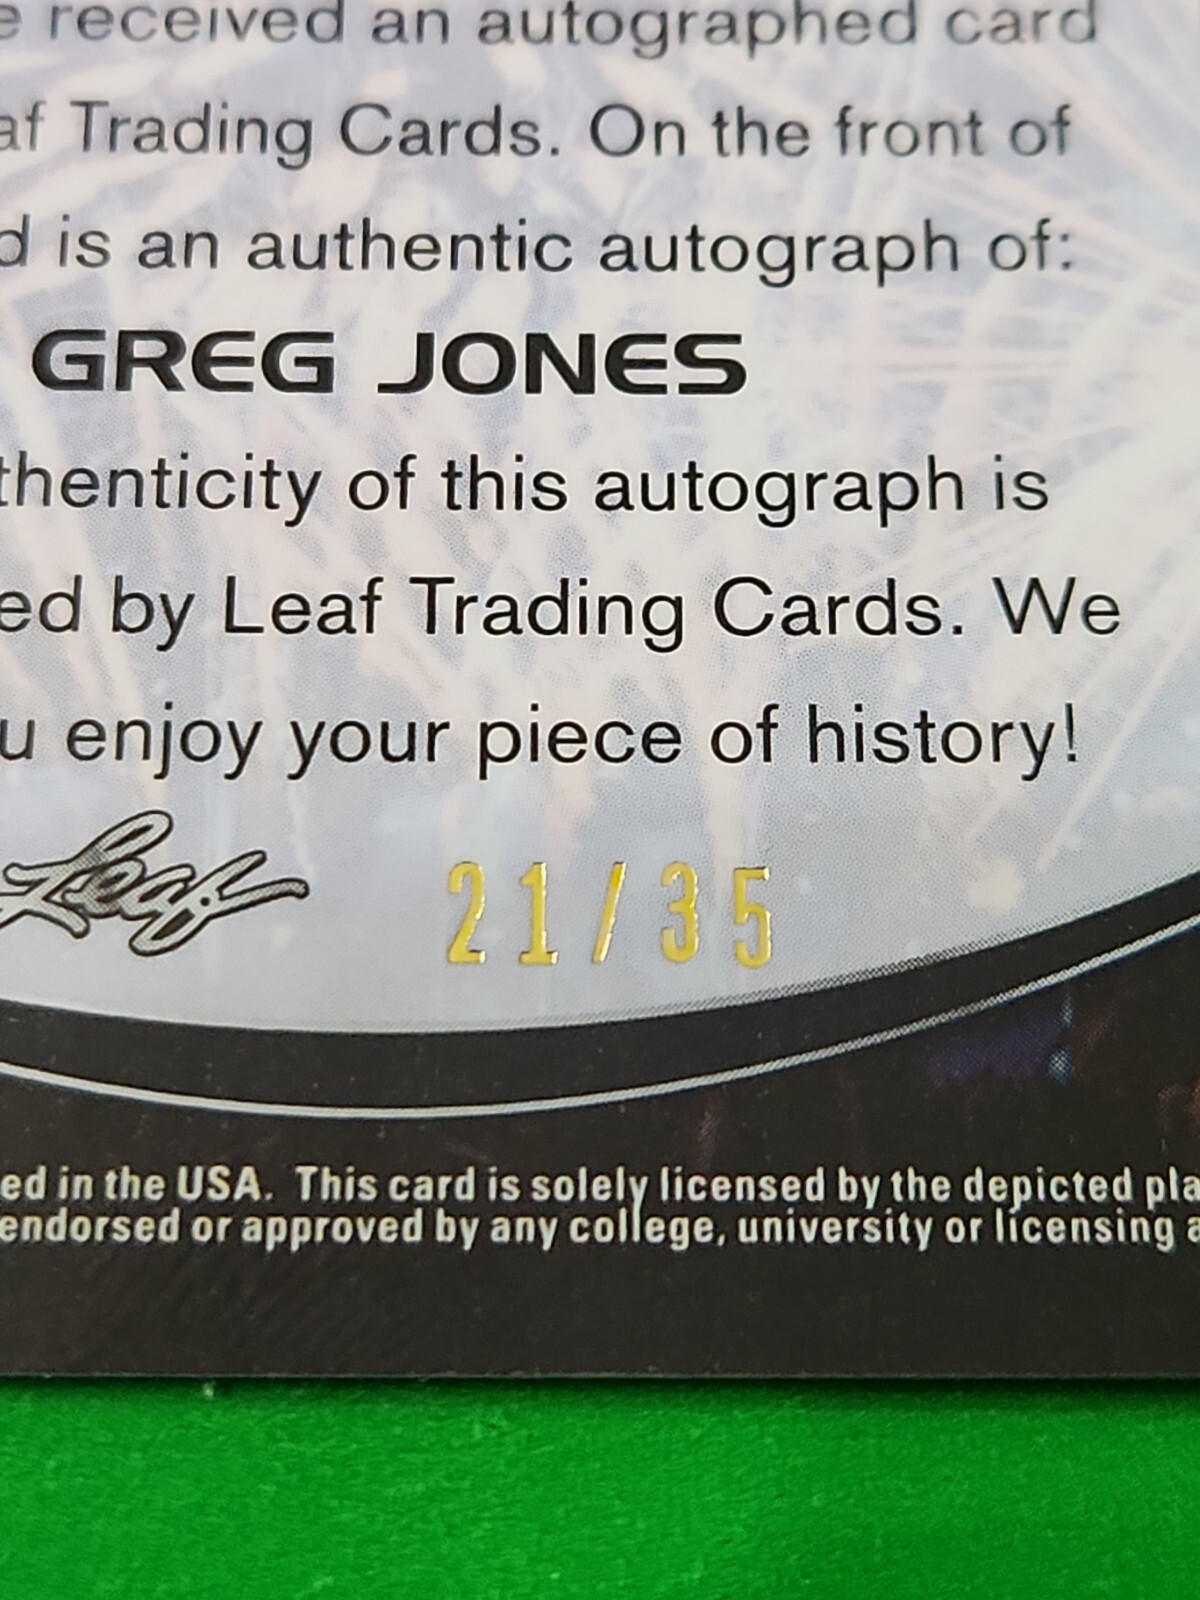 e received an autographed card
af Trading Cards. On the front of
d is an authentic autograph of:
GREG JONES
thenticity of this autograph is
ed by Leaf Trading Cards. We
u enjoy your piece of history!
Leaf 21/35
ed in the USA. This card is solely licensed by the depicted pla
endorsed or approved by any college, university or licensing a